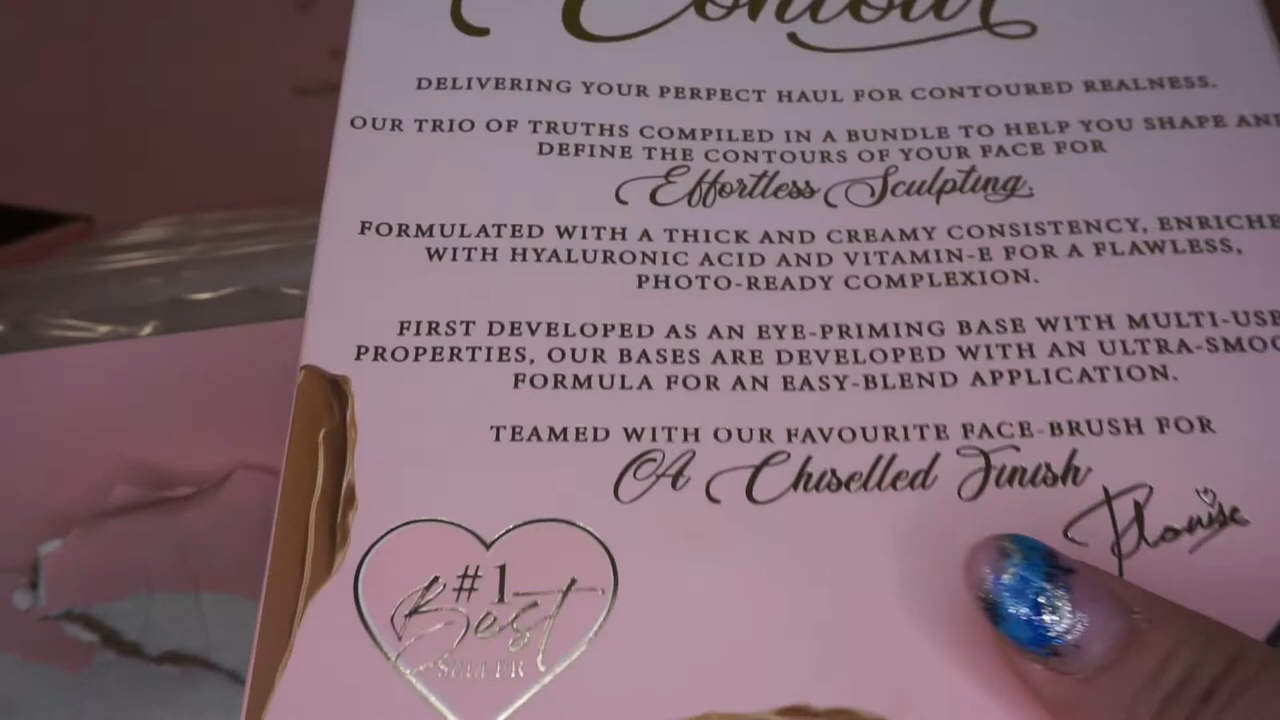 Contour
DELIVERING YOUR PERFECT HAUL FOR CONTOURED REALNESS.
OUR TRIO OF TRUTHS COMPILED IN A BUNDLE TO HELP YOU SHAPE AN
DEFINE THE CONTOURS OF YOUR FACE FOR
Effortless Sculpting.
FORMULATED WITH A THICK AND CREAMY CONSISTENCY, ENRICHE
WITH HYALURONIC ACID AND VITAMIN-E FOR A FLAWLESS,
PHOTO-READY COMPLEXION.
FIRST DEVELOPED AS AN EYE-PRIMING BASE WITH MULTI-USE
PROPERTIES, OUR BASES ARE DEVELOPED WITH AN ULTRA-SMOO
FORMULA FOR AN EASY-BLEND APPLICATION.
TEAMED WITH OUR FAVOURITE FACE-BRUSH FOR
A Chiselled Finish
#1
Best
SELLER